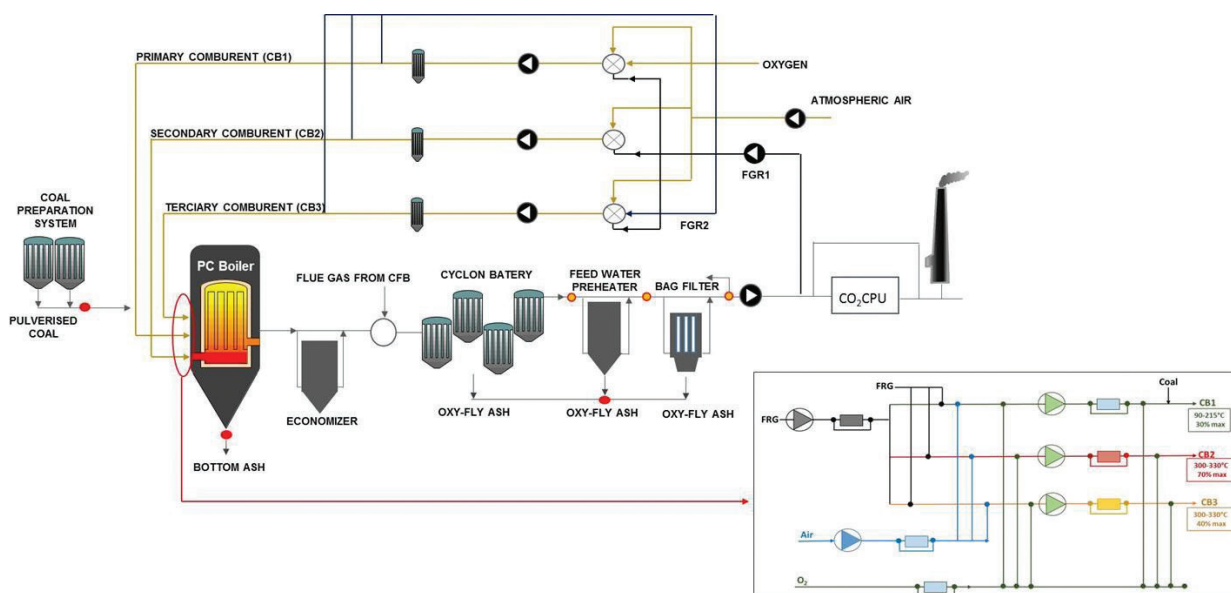 PRIMARY COMBURENT (CB1)
OXYGEN
ATMOSPHERIC AIR
SECONDARY COMBURENT (CB2)
FGR1
COAL
PREPARATION
SYSTEM
TERCIARY COMBURENT (CB3)
FGR2
PC Boiler
FLUE GAS FROM CFB
CYCLON BATERY
FEED WATER
PREHEATER
BAG FILTER
CO2CPU
PULVERISED
COAL
ECONOMIZER
OXY-FLY ASH
OXY-FLY ASH
OXY-FLY ASH
BOTTOM ASH
FRG
Coal
FRG
CB1
90-215°C
30% max
CB2
300-330°C
70% max
CB3
300-330°C
40% max
Air
O2